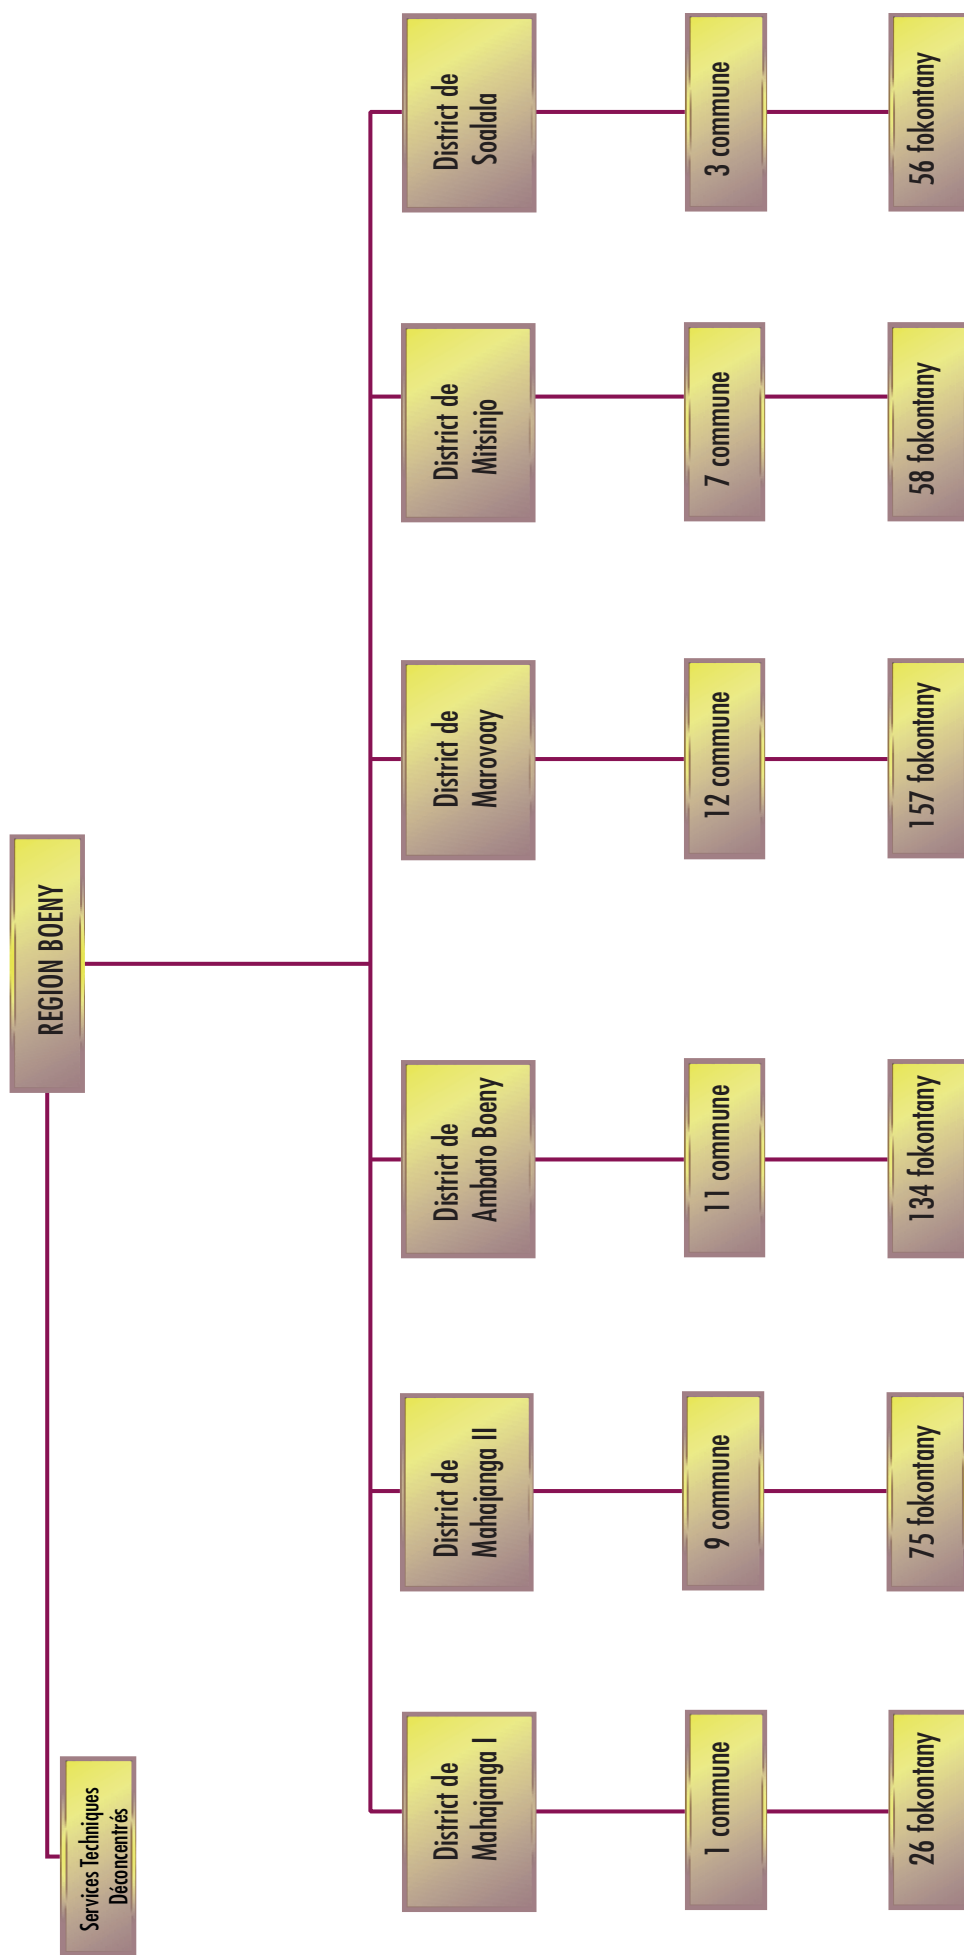 REGION BOENY
Services Techniques
Déconcentrés
District de
Mahajanga I
District de
Mahajanga II
District de
Ambato Boeny
District de
Marovoay
District de
Mitsinjo
District de
Soalala
1 commune
9 commune
11 commune
12 commune
7 commune
3 commune
26 fokontany
75 fokontany
134 fokontany
157 fokontany
58 fokontany
56 fokontany